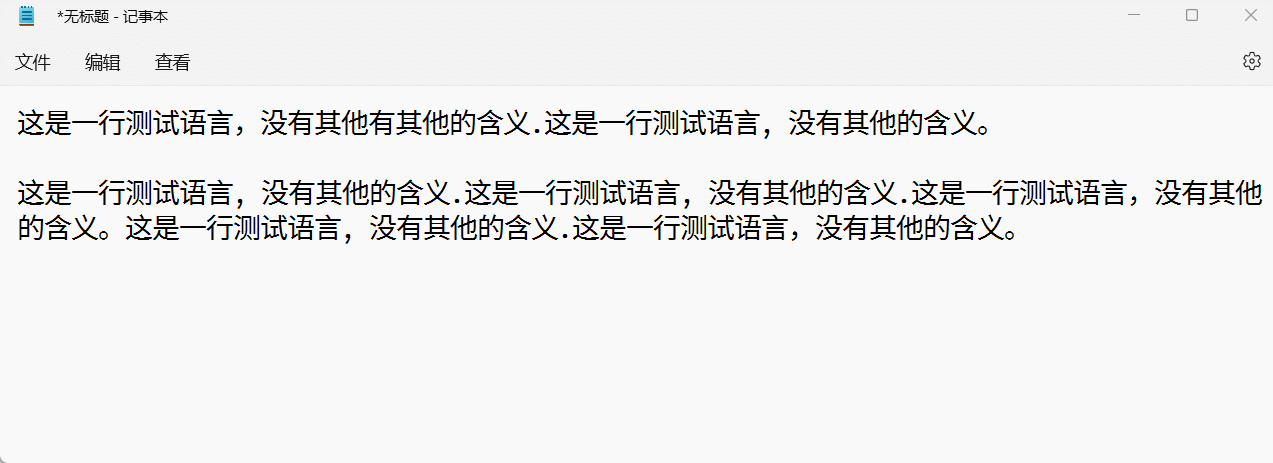 *无标题 - 记事本
文件 编辑 查看
这是一行测试语言，没有其他有其他的含义.这是一行测试语言，没有其他的含义。
这是一行测试语言，没有其他的含义.这是一行测试语言，没有其他的含义.这是一行测试语言，没有其他
的含义。这是一行测试语言，没有其他的含义.这是一行测试语言，没有其他的含义。